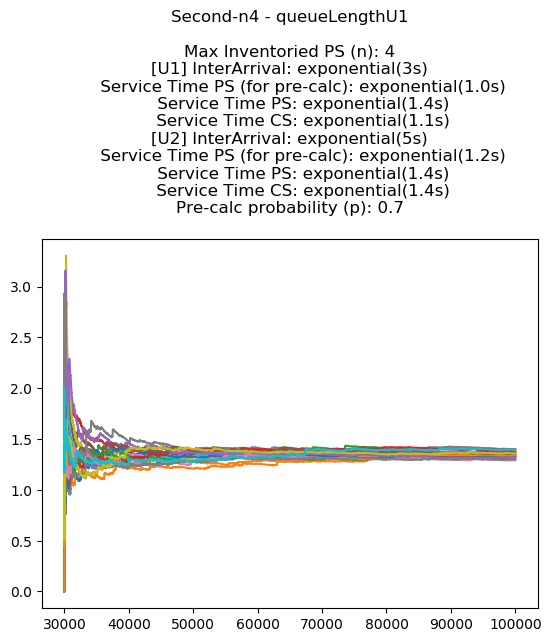 Second-n4 - queueLengthU1
Max Inventoried PS (n): 4
[U1] InterArrival: exponential(3s)
Service Time PS (for pre-calc): exponential(1.0s)
Service Time PS: exponential(1.4s)
Service Time CS: exponential(1.1s)
[U2] InterArrival: exponential(5s)
Service Time PS (for pre-calc): exponential(1.2s)
Service Time PS: exponential(1.4s)
Service Time CS: exponential(1.4s)
Pre-calc probability (p): 0.7
3.0
2.5
2.0
1.5
1.0
0.5
0.0
30000 40000 50000 60000 70000 80000 90000 100000